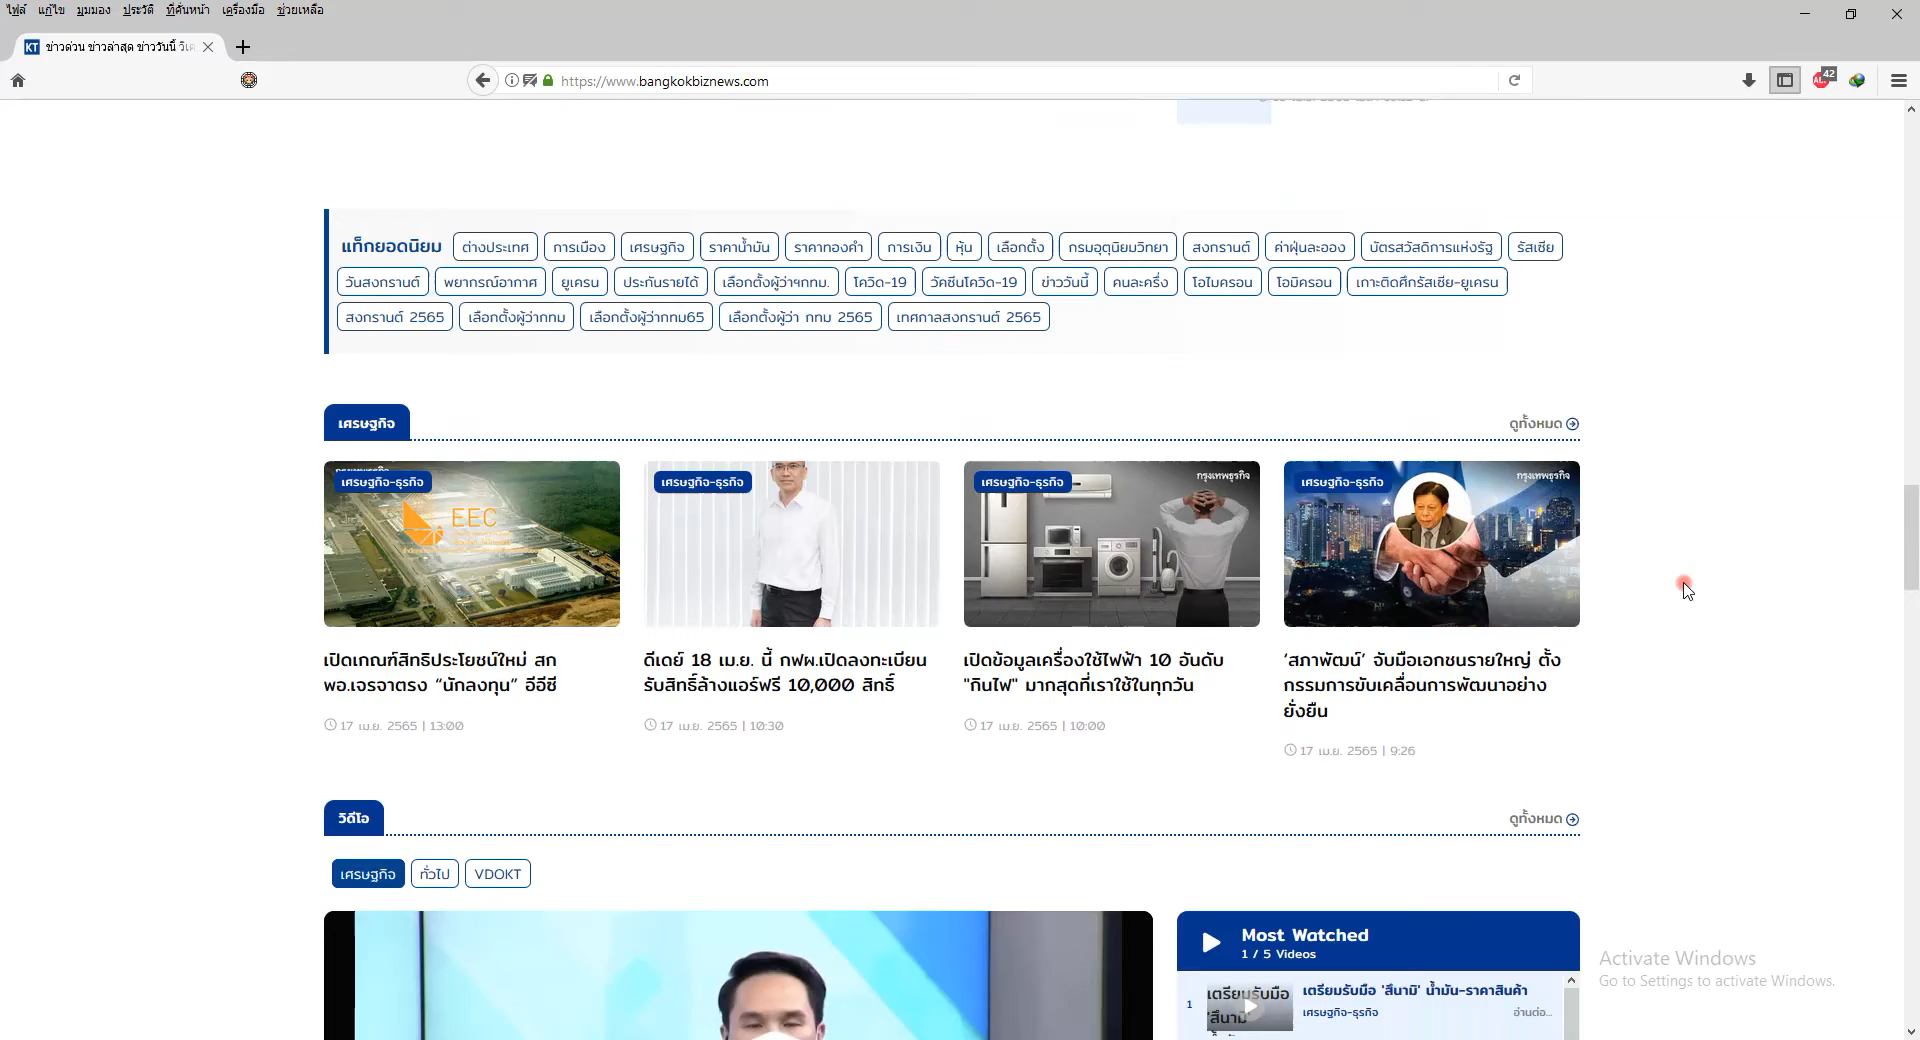 ไฟล์ แก้ไข มุมมอง ประวัติ ที่คั่นหน้า เครื่องมือ ช่วยเหลือ
KT ข่าวด่วน ข่าวล่าสุด ข่าววันนี้
https://www.bangkokbiznews.com
42
แท็กยอดนิยม ต่างประเทศ การเมือง เศรษฐกิจ ราคาน้ำมัน ราคาทองคำ การเงิน หุ้น เลือกตั้ง กรมอุตุนิยมวิทยา สงกรานต์ ค่าฝุ่นละออง บัตรสวัสดิการแห่งรัฐ รัสเซีย
วันสงกรานต์ พยากรณ์อากาศ ยูเครน ประกันรายได้ เลือกตั้งผู้ว่าฯกทม. โควิด-19 วัคซีนโควิด-19 ข่าววันนี้ คนละครึ่ง โอไมครอน โอมิครอน เกาะติดศึกรัสเซีย-ยูเครน
สงกรานต์ 2565 เลือกตั้งผู้ว่ากทม เลือกตั้งผู้ว่ากทม65 เลือกตั้งผู้ว่า กทม 2565 เทศกาลสงกรานต์ 2565
เศรษฐกิจ ดูทั้งหมด
เศรษฐกิจ-ธุรกิจ
EEC
เปิดเกณฑ์สิทธิประโยชน์ใหม่ สก
พอ.เจรจาตรง “นักลงทุน” อีอีซี
17 เม.ย. 2565 | 13:00
เศรษฐกิจ-ธุรกิจ
ดีเดย์ 18 เม.ย. นี้ กฟผ.เปิดลงทะเบียน
รับสิทธิ์ล้างแอร์ฟรี 10,000 สิทธิ์
17 เม.ย. 2565 | 10:30
เศรษฐกิจ-ธุรกิจ กรุงเทพธุรกิจ
เปิดข้อมูลเครื่องใช้ไฟฟ้า 10 อันดับ
"กินไฟ" มากสุดที่เราใช้ในทุกวัน
17 เม.ย. 2565 | 10:00
เศรษฐกิจ-ธุรกิจ กรุงเทพธุรกิจ
‘สภาพัฒน์’ จับมือเอกชนรายใหญ่ ตั้ง
กรรมการขับเคลื่อนการพัฒนาอย่าง
ยั่งยืน
17 เม.ย. 2565 | 9:26
วิดีโอ ดูทั้งหมด
เศรษฐกิจ ทั่วไป VDOKT
Most Watched
1 / 5 Videos
1 เตรียมรับมือ
'สึนามิ'
เตรียมรับมือ 'สึนามิ' น้ำมัน-ราคาสินค้า
เศรษฐกิจ-ธุรกิจ อ่านต่อ...
Activate Windows
Go to Settings to activate Windows.